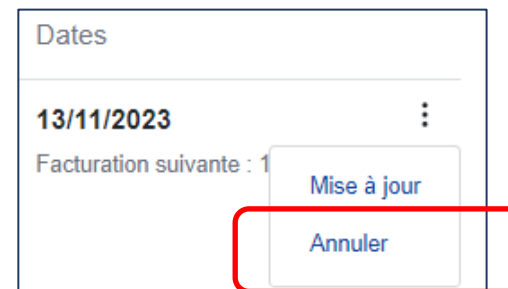 Dates
13/11/2023
Facturation suivante : 1
Mise à jour
Annuler